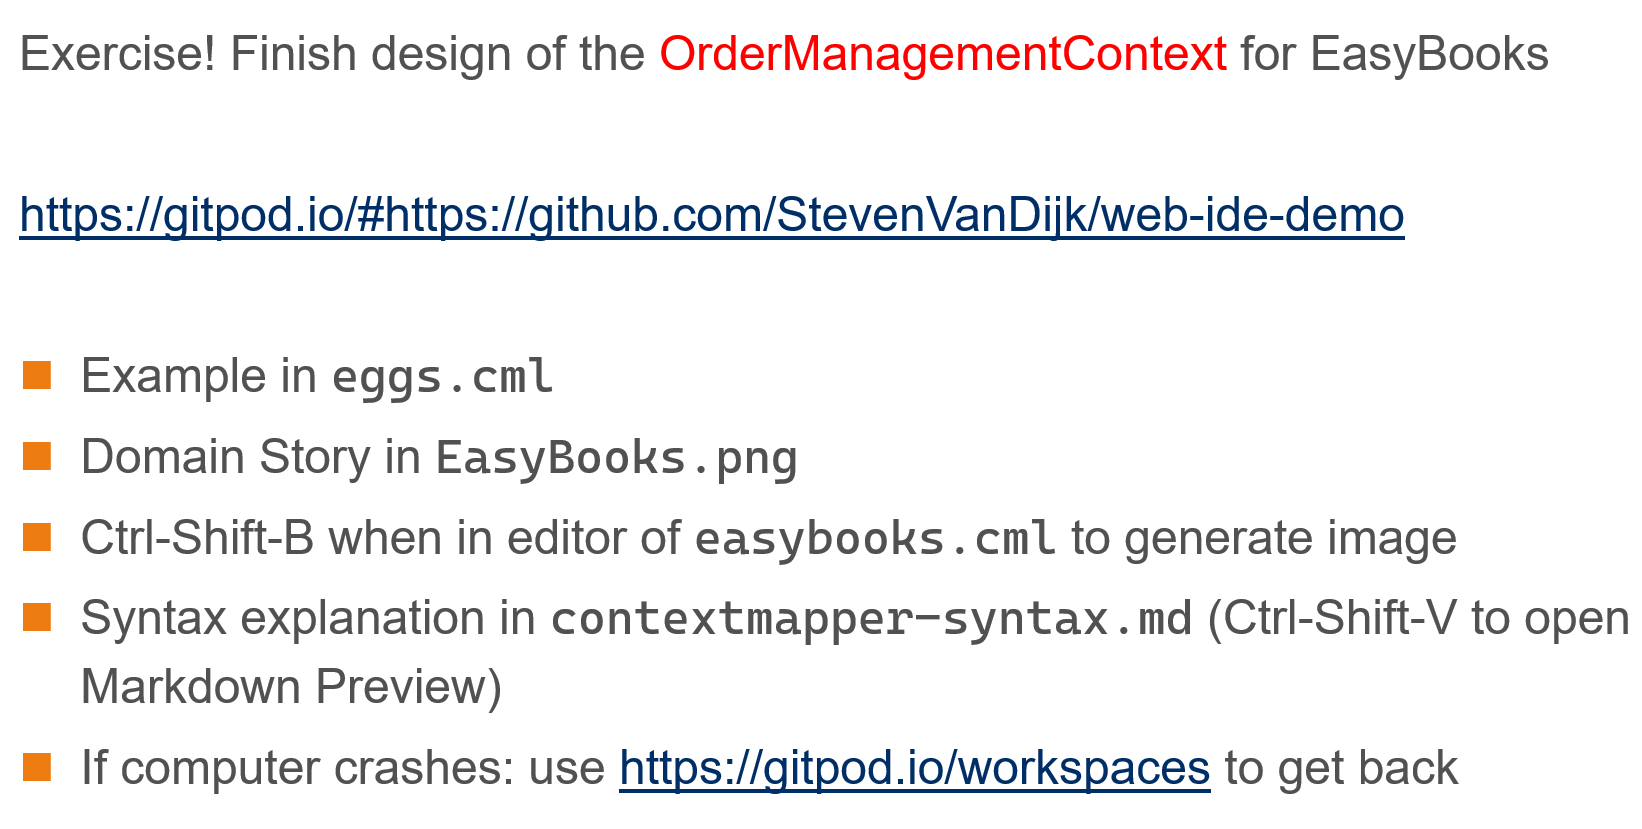 Exercise! Finish design of the OrderManagementContext for EasyBooks
https://gitpod.io/#https://github.com/StevenVanDijk/web-ide-demo
Example in eggs.cml
Domain Story in EasyBooks.png
Ctrl-Shift-B when in editor of easybooks.cml to generate image
Syntax explanation in contextmapper-syntax.md (Ctrl-Shift-V to open
Markdown Preview)
If computer crashes: use https://gitpod.io/workspaces to get back